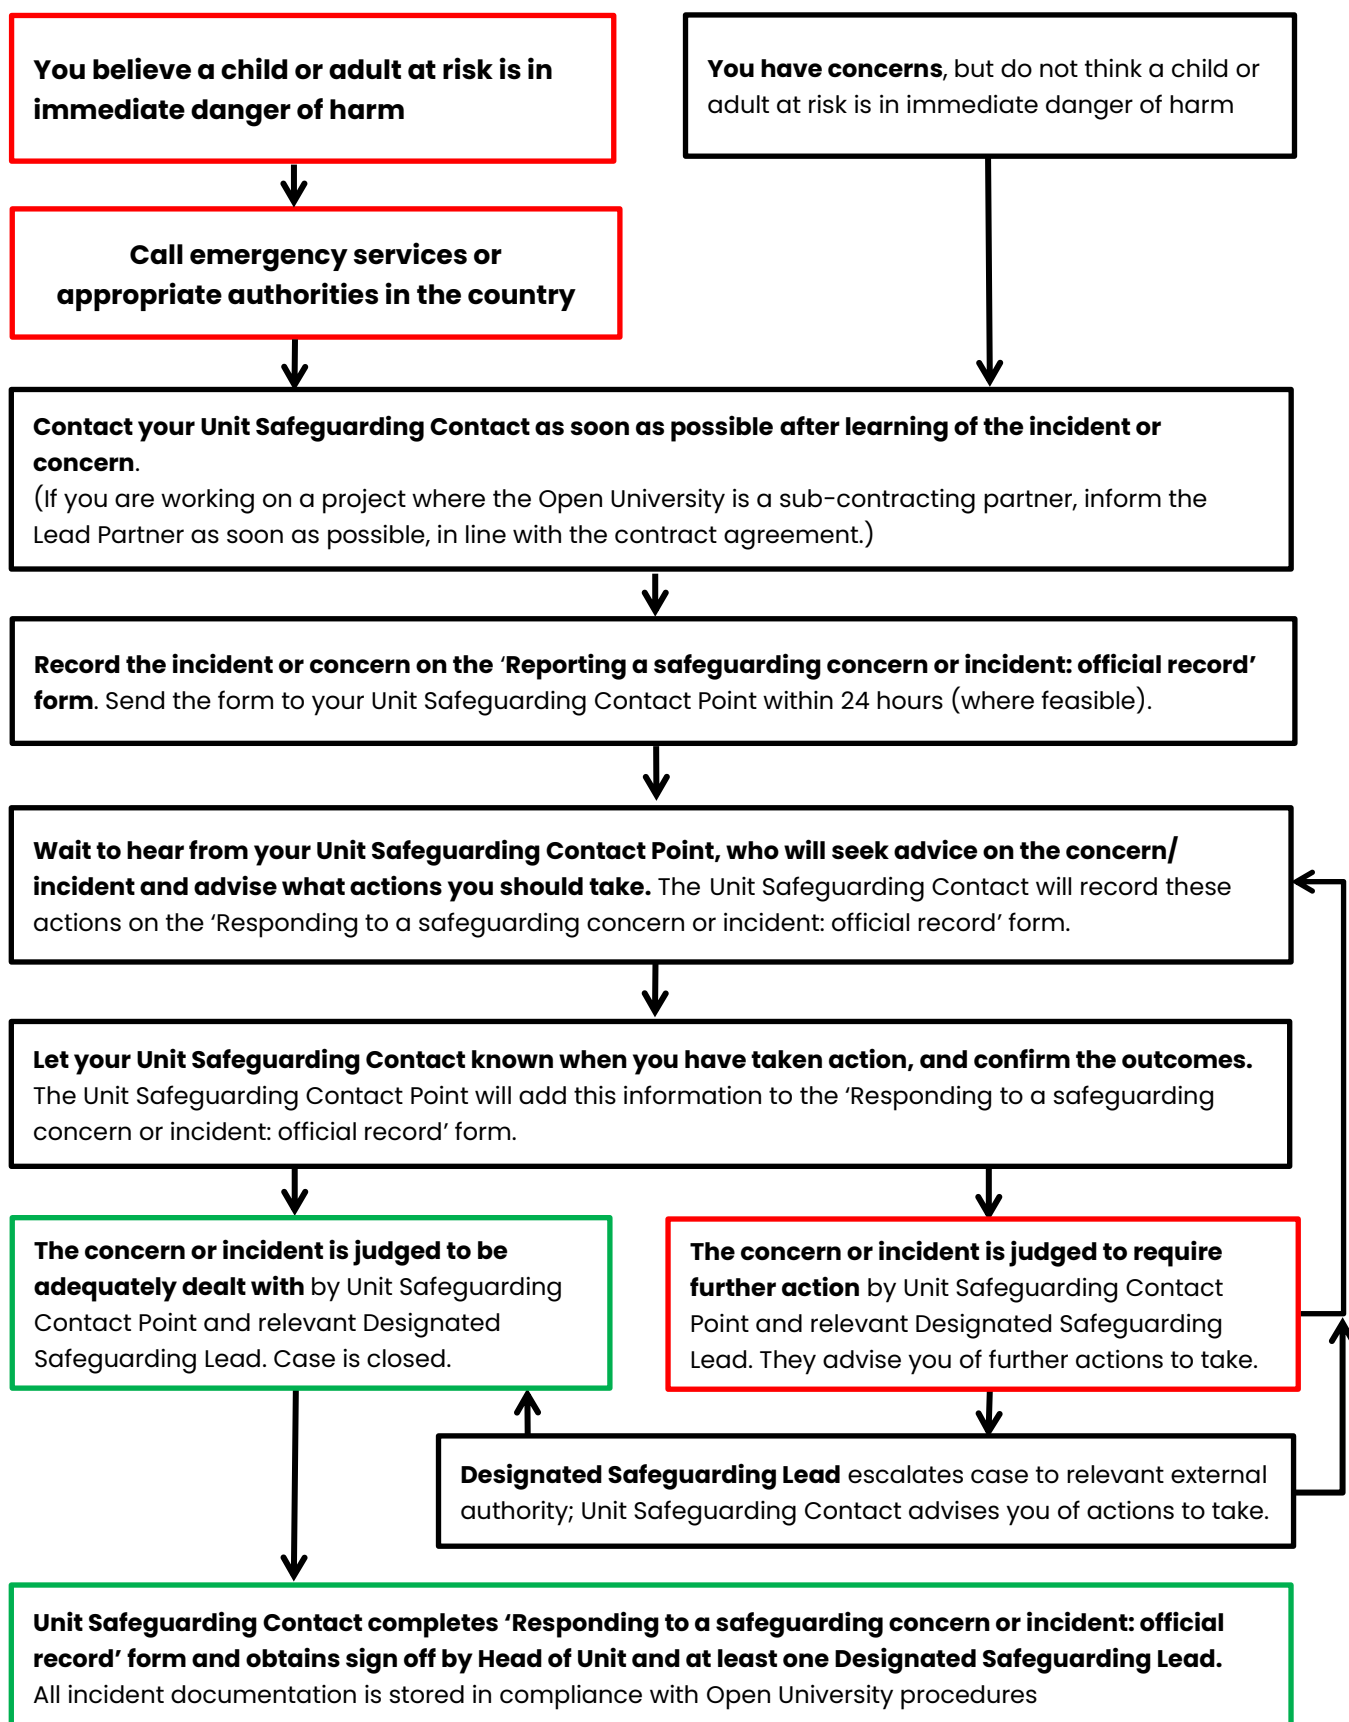 You believe a child or adult at risk is in
immediate danger of harm
You have concerns, but do not think a child or
adult at risk is in immediate danger of harm
Call emergency services or
appropriate authorities in the country
Contact your Unit Safeguarding Contact as soon as possible after learning of the incident or
concern.
(If you are working on a project where the Open University is a sub-contracting partner, inform the
Lead Partner as soon as possible, in line with the contract agreement.)
Record the incident or concern on the ‘Reporting a safeguarding concern or incident: official record’
form. Send the form to your Unit Safeguarding Contact Point within 24 hours (where feasible).
Wait to hear from your Unit Safeguarding Contact Point, who will seek advice on the concern/
incident and advise what actions you should take. The Unit Safeguarding Contact will record these
actions on the ‘Responding to a safeguarding concern or incident: official record’ form.
Let your Unit Safeguarding Contact known when you have taken action, and confirm the outcomes.
The Unit Safeguarding Contact Point will add this information to the ‘Responding to a safeguarding
concern or incident: official record’ form.
The concern or incident is judged to be
adequately dealt with by Unit Safeguarding
Contact Point and relevant Designated
Safeguarding Lead. Case is closed.
The concern or incident is judged to require
further action by Unit Safeguarding Contact
Point and relevant Designated Safeguarding
Lead. They advise you of further actions to take.
Designated Safeguarding Lead escalates case to relevant external
authority; Unit Safeguarding Contact advises you of actions to take.
Unit Safeguarding Contact completes ‘Responding to a safeguarding concern or incident: official
record’ form and obtains sign off by Head of Unit and at least one Designated Safeguarding Lead.
All incident documentation is stored in compliance with Open University procedures